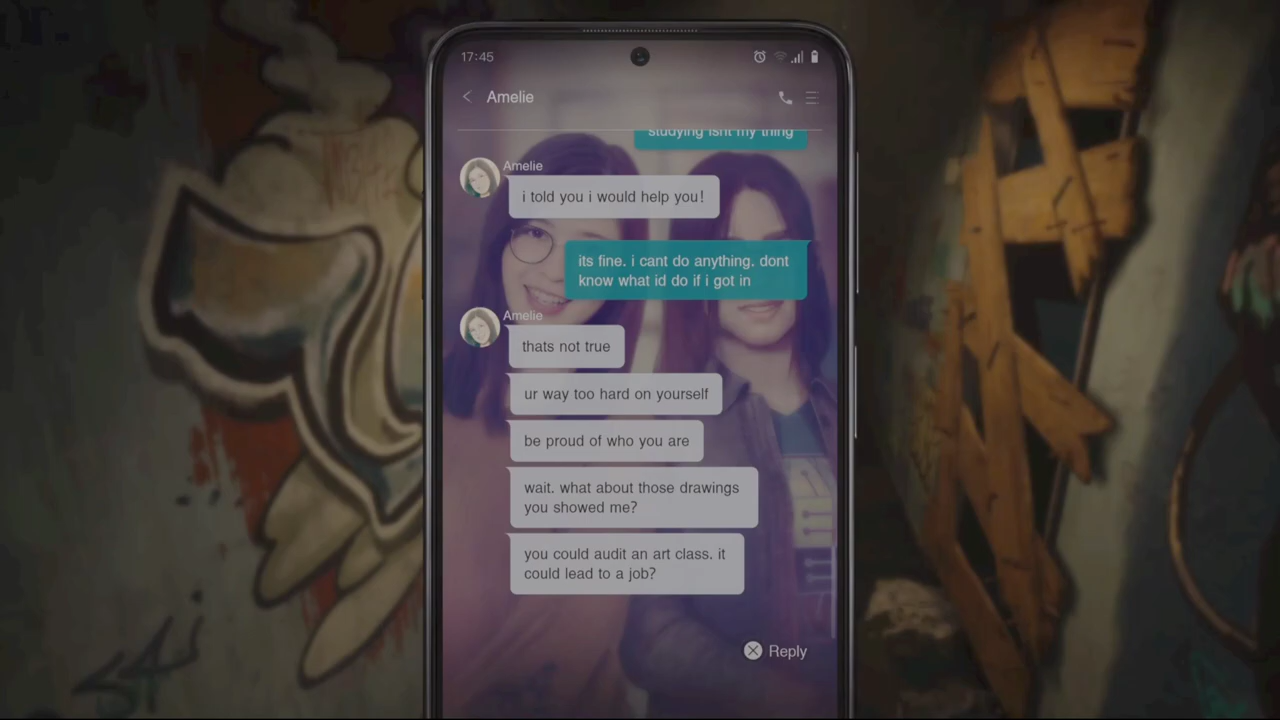 17:45
Amelie
studying isnt my thing
Amelie
i told you i would help you!
its fine. i cant do anything. dont
know what id do if i got in
Amelie
thats not true
ur way too hard on yourself
be proud of who you are
wait. what about those drawings
you showed me?
you could audit an art class. it
could lead to a job?
Reply